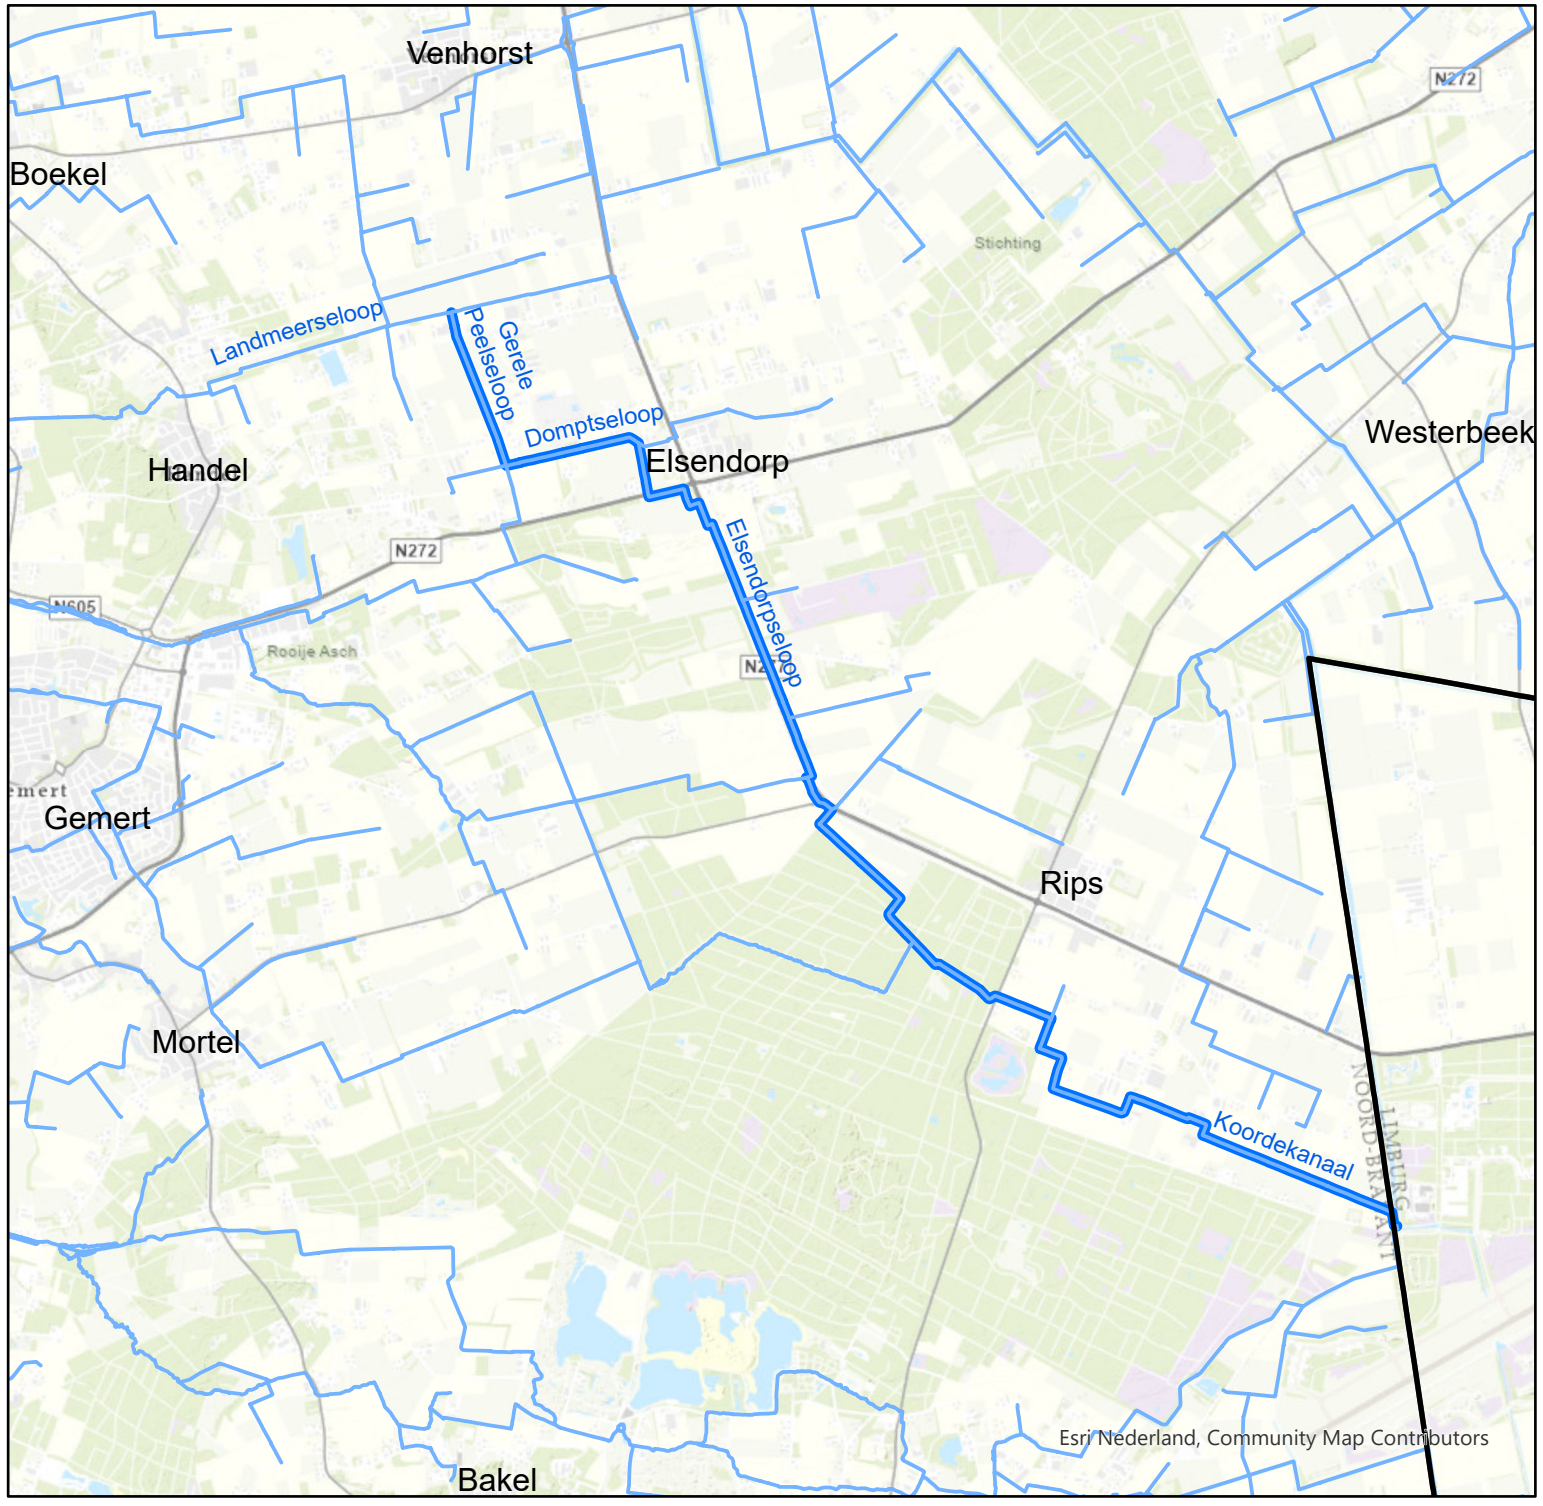 Venhorst
N272
Boekel
Stichting
Landmeerseloop
Gerele
Peelseloop
Domptseloop
Westerbeek
Elsendorp
Handel
N272
Elsendorpseloop
N605
Rooije Asch
N277
emert
Gemert
Rips
Mortel
Koordekanaal
LIMBURG
NOORD-BRABANT
Esri Nederland, Community Map Contributors
Bakel